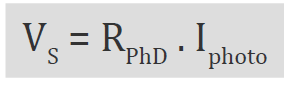 V_S = R_PhD . I_photo